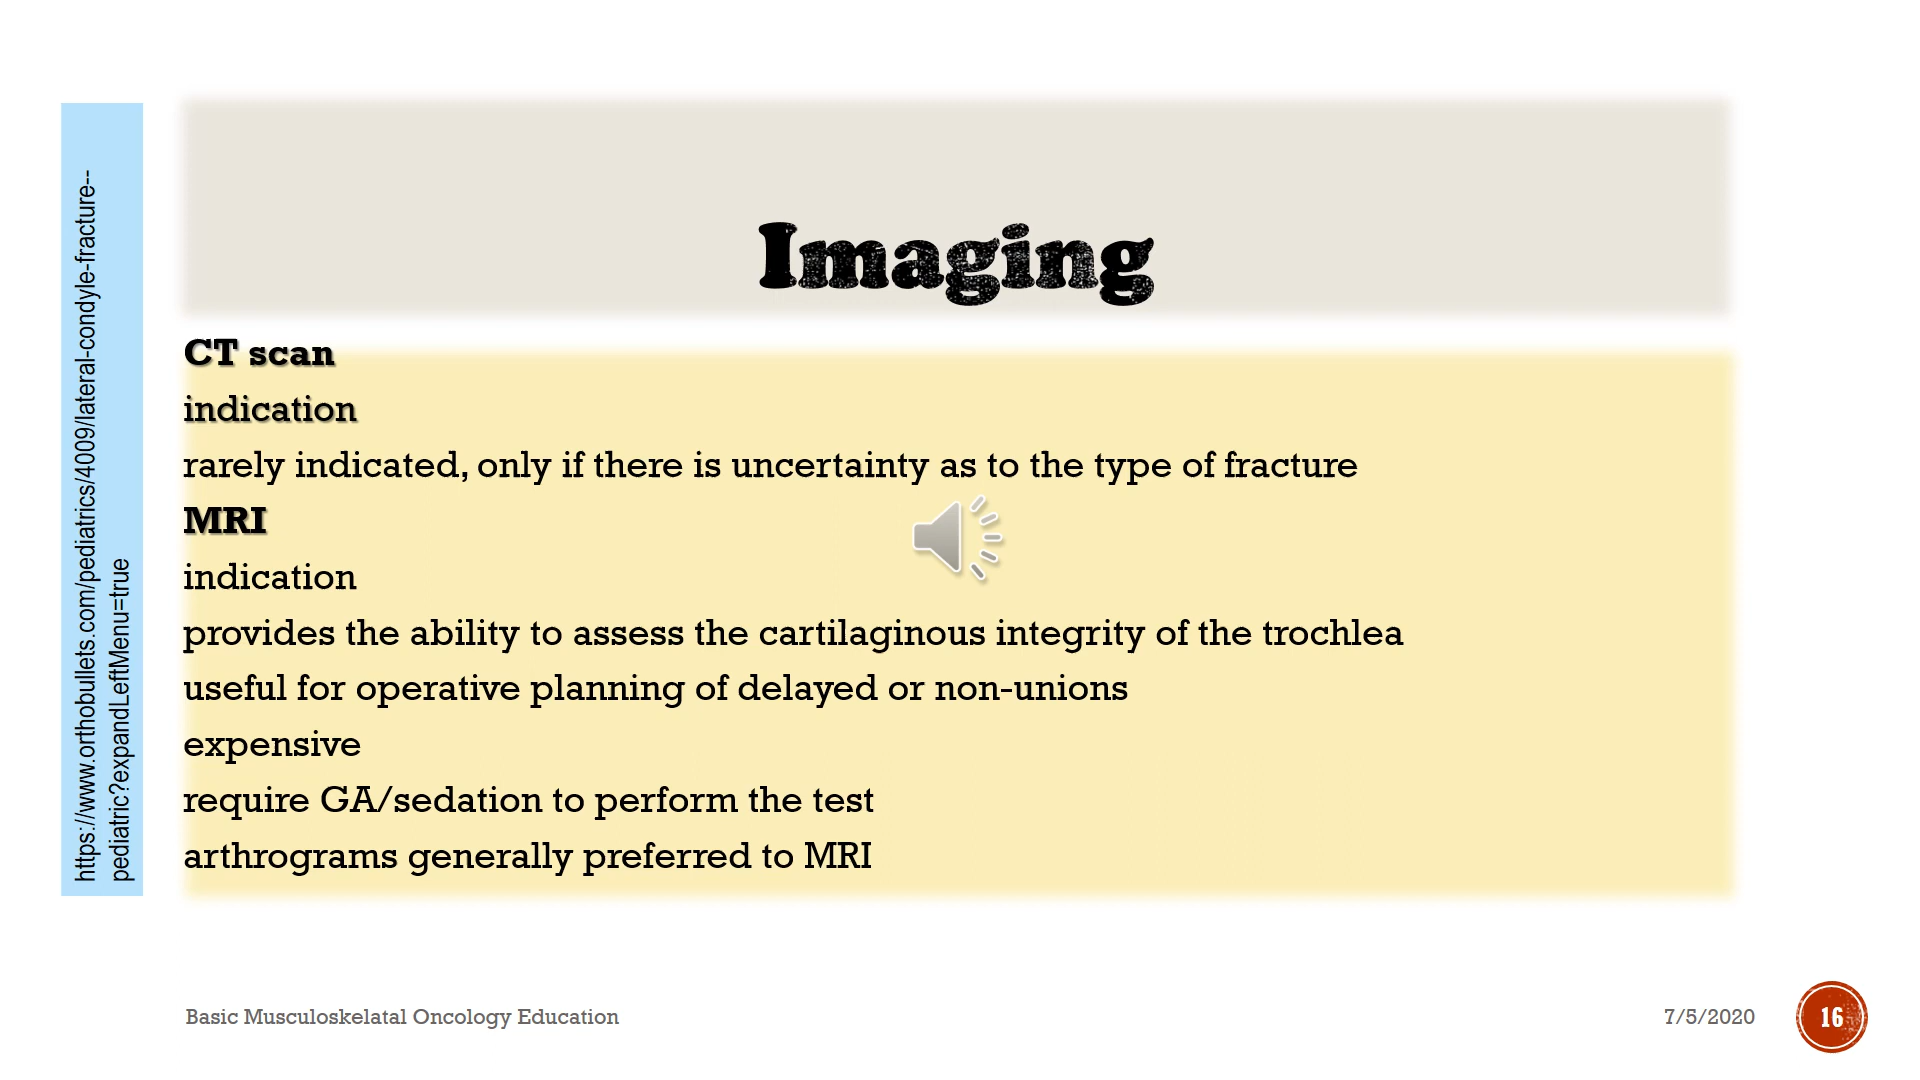 https://www.orthobullets.com/pediatrics/4009/lateral-condyle-fracture--
pediatric?expandLeftMenu=true
Imaging
CT scan
indication
rarely indicated, only if there is uncertainty as to the type of fracture
MRI
indication
provides the ability to assess the cartilaginous integrity of the trochlea
useful for operative planning of delayed or non-unions
expensive
require GA/sedation to perform the test
arthrograms generally preferred to MRI
Basic Musculoskelatal Oncology Education
7/5/2020
16